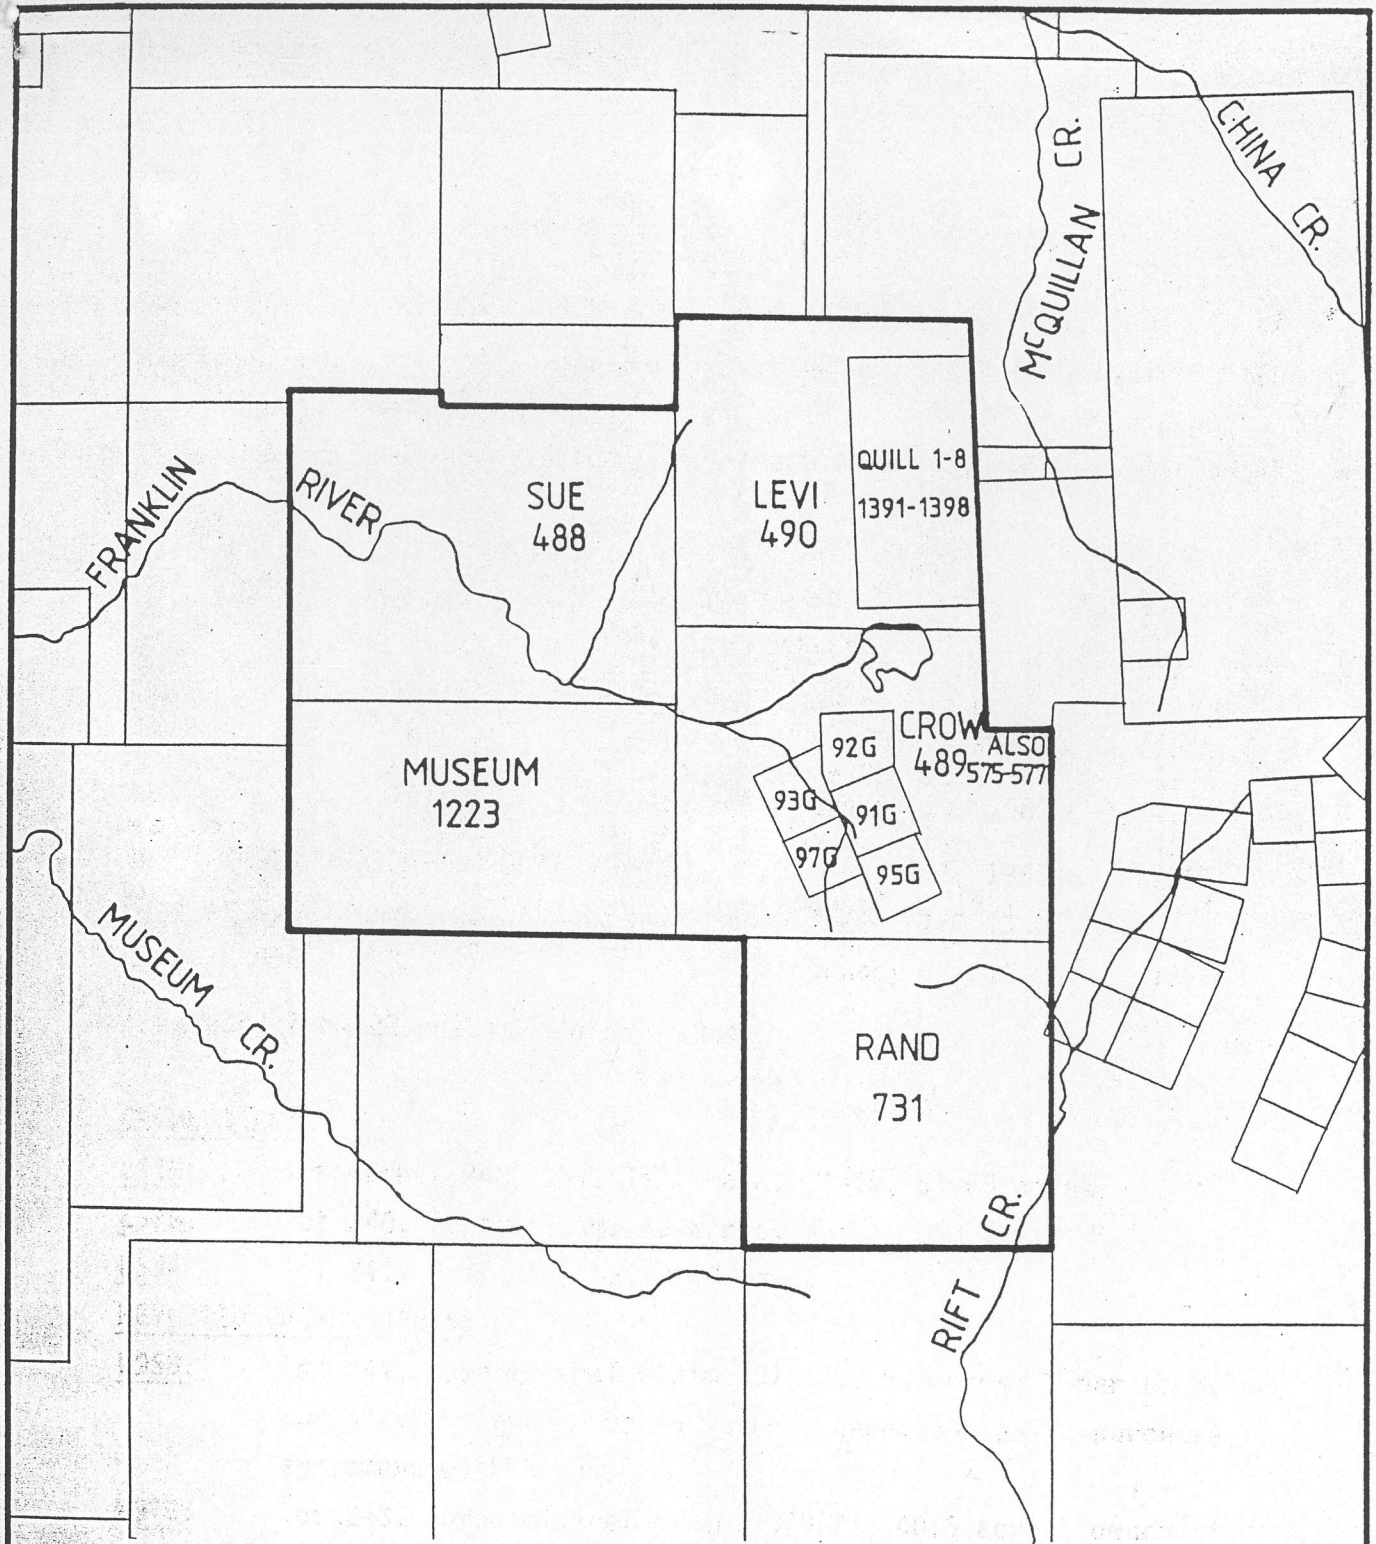 CHINA CR.
McQUILLAN CR.
FRANKLIN RIVER
SUE
488
LEVI
490
QUILL 1-8
1391-1398
MUSEUM
1223
CROW
489
ALSO
575-577
92G
93G
91G
97G
95G
MUSEUM CR.
RAND
731
RIFT CR.